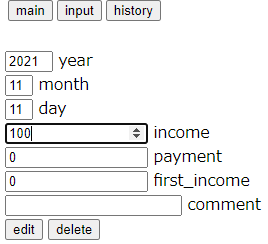 main input history
2021 year
11 month
11 day
100 income
0 payment
0 first_income
comment
edit delete